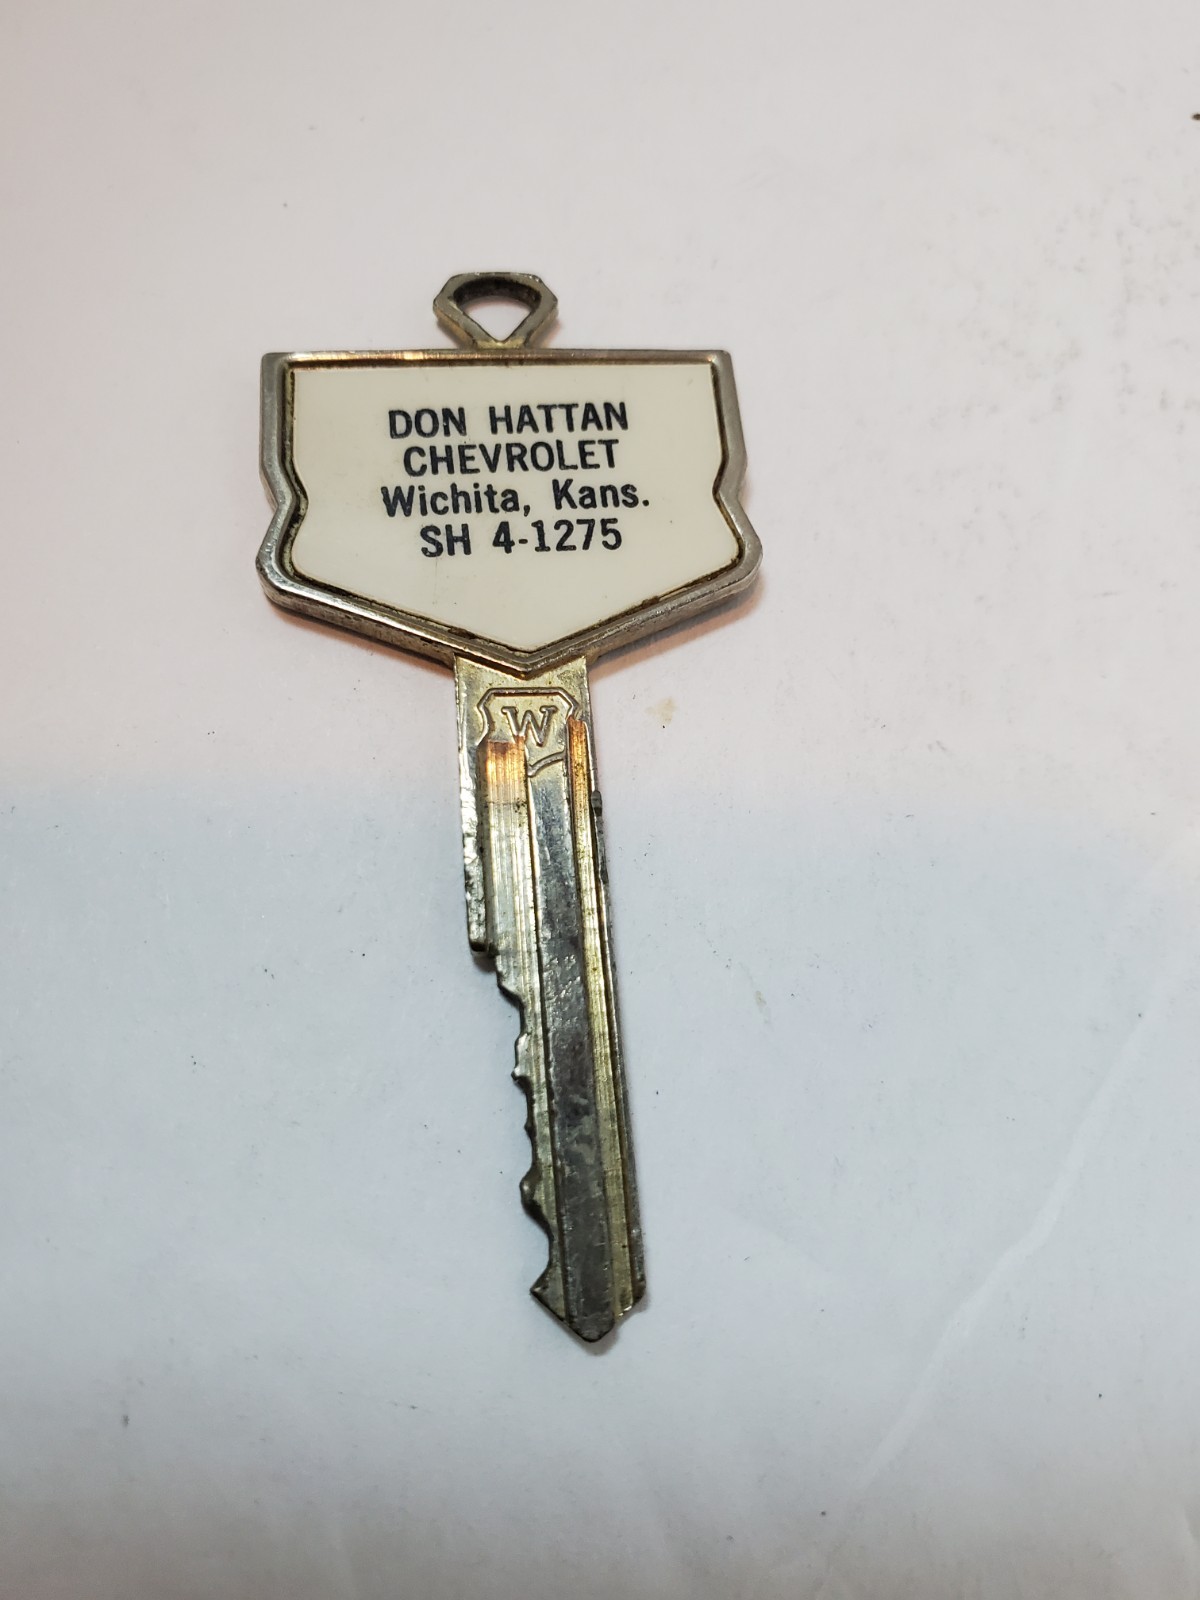 DON HATTAN
CHEVROLET
Wichita, Kans.
SH 4-1275
W